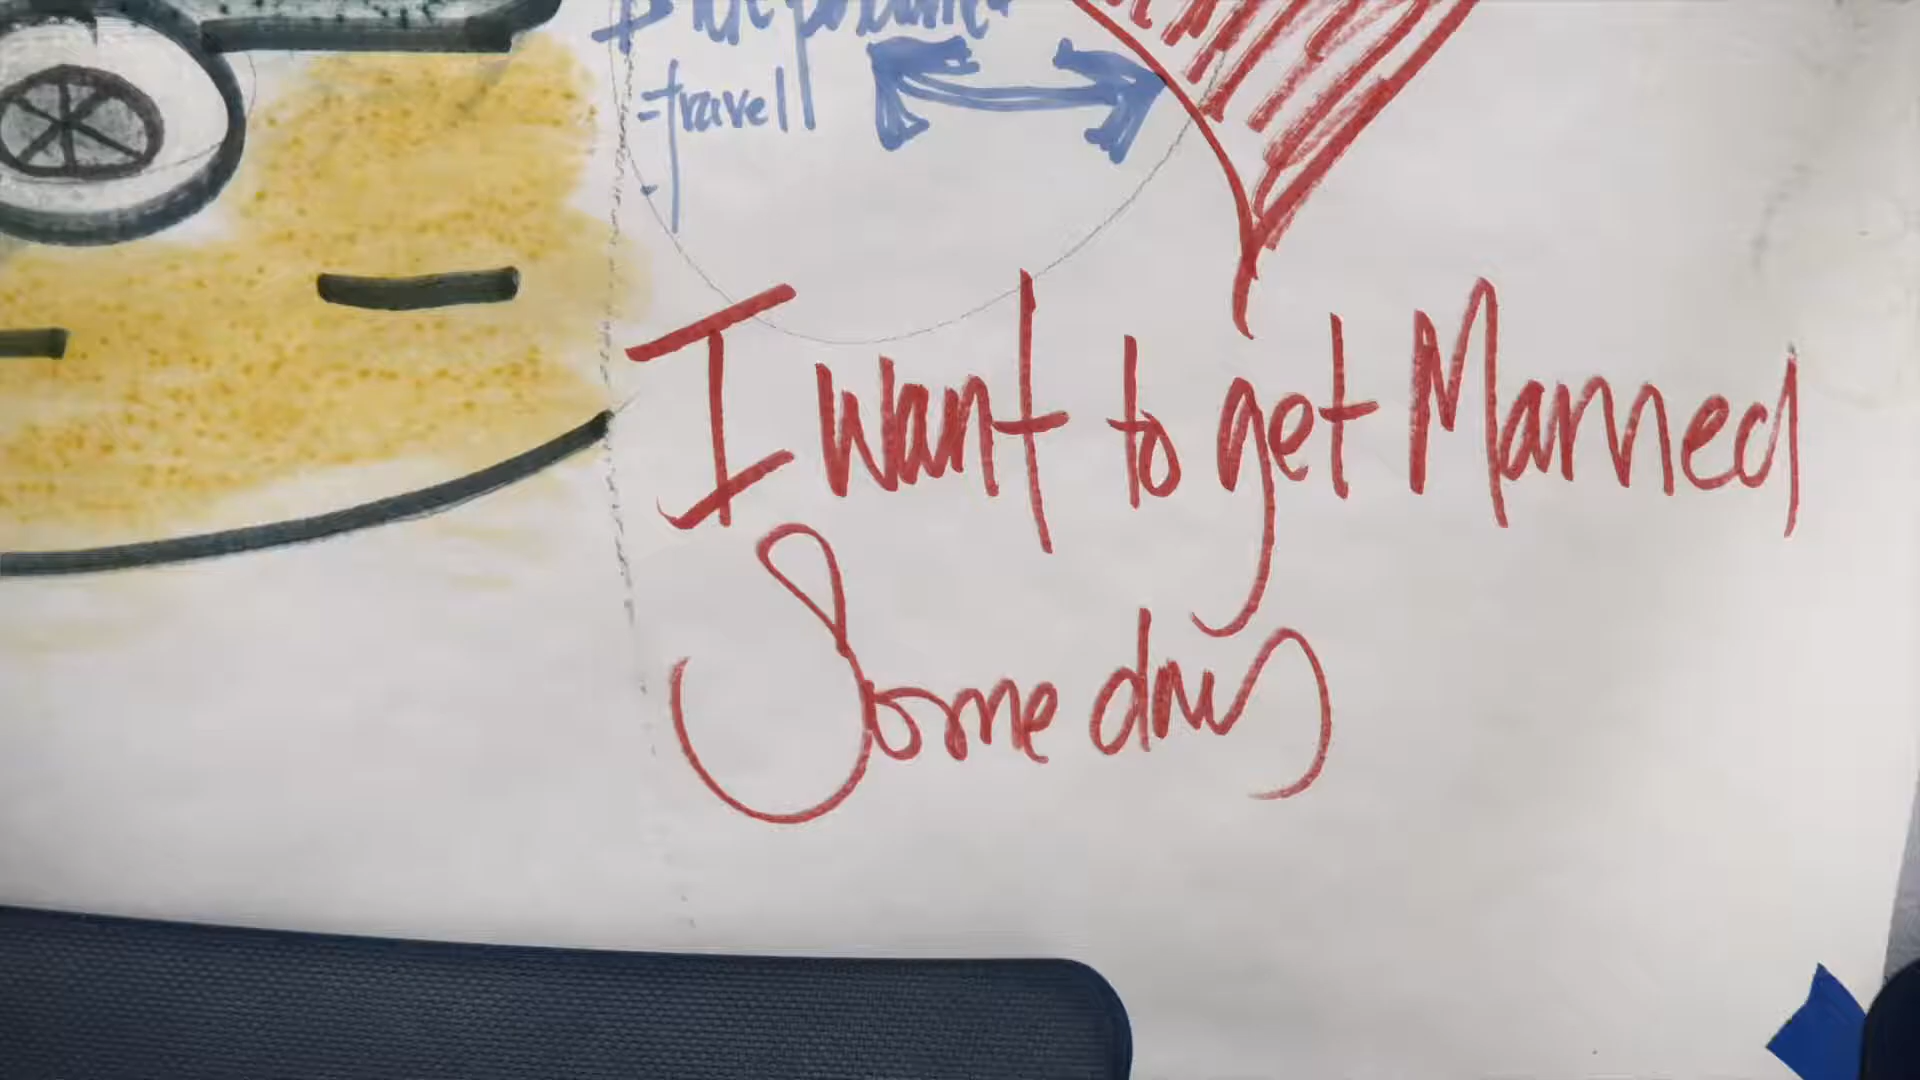 -travel
I want to get Married
Some day